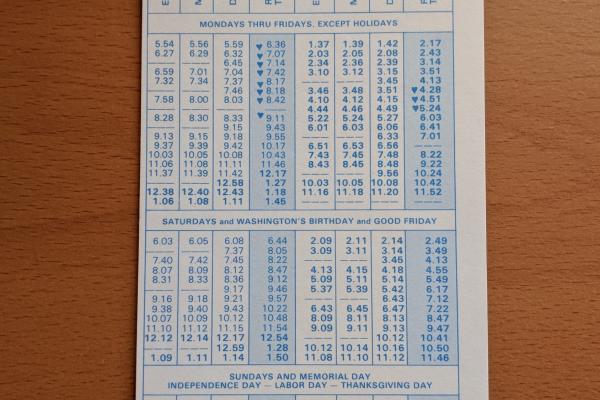 MONDAYS THRU FRIDAYS, EXCEPT HOLIDAYS
5.54 5.56 5.59 ♥6.36 1.37 1.39 1.42 2.17
6.27 6.29 6.32 ♥7.07 2.03 2.05 2.08 2.43
—— —— 6.45 ♥7.14 2.34 2.36 2.39 3.14
6.59 7.01 7.04 ♥7.42 3.10 3.12 3.15 3.51
7.32 7.34 7.37 ♥8.17 —— —— 3.45 4.13
—— —— 7.46 ♥8.18 3.46 3.48 3.51 ♥4.28
7.58 8.00 8.03 ♥8.42 4.10 4.12 4.15 ♥4.51
—— —— —— —— 4.44 4.46 4.49 ♥5.24
8.28 8.30 8.33 ♥9.11 5.22 5.24 5.27 6.03
—— —— 9.15 9.43 6.01 6.03 6.06 6.41
9.13 9.15 9.18 9.55 —— —— 6.33 7.01
9.37 9.39 9.42 10.17 6.51 6.53 6.56 ——
10.03 10.05 10.08 10.43 7.43 7.45 7.48 8.22
11.06 11.08 11.11 11.46 8.43 8.45 8.48 9.22
11.37 11.39 11.42 12.17 —— —— 9.56 10.24
—— —— 12.58 1.27 10.03 10.05 10.08 10.42
12.38 12.40 12.43 1.18 11.16 11.18 11.20 11.52
1.06 1.08 1.11 1.45 —— —— —— ——
SATURDAYS and WASHINGTON'S BIRTHDAY and GOOD FRIDAY
6.03 6.05 6.08 6.44 2.09 2.11 2.14 2.49
—— —— 7.37 8.05 3.09 3.11 3.14 3.49
7.40 7.42 7.45 8.22 —— —— 3.45 4.13
8.07 8.09 8.12 8.47 4.13 4.15 4.18 4.55
8.31 8.33 8.36 9.12 5.09 5.11 5.14 5.49
—— —— 9.17 9.46 5.37 5.39 5.42 6.17
9.16 9.18 9.21 9.57 —— —— 6.43 7.12
9.38 9.40 9.43 10.22 6.43 6.45 6.47 7.22
10.07 10.09 10.12 10.48 8.09 8.11 8.13 8.47
11.10 11.12 11.15 11.54 9.09 9.11 9.13 9.47
12.12 12.14 12.17 12.54 —— —— 10.12 10.41
—— —— 12.59 1.28 10.12 10.14 10.16 10.50
1.09 1.11 1.14 1.50 11.08 11.10 11.12 11.46
SUNDAYS AND MEMORIAL DAY
INDEPENDENCE DAY — LABOR DAY — THANKSGIVING DAY